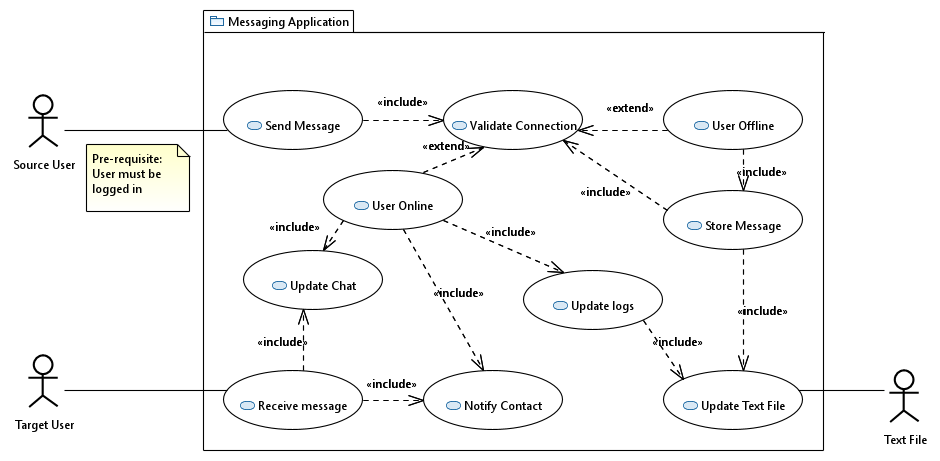 Messaging Application
Send Message
«include»
Validate Connection
«extend»
User Offline
Source User
Pre-requisite:
User must be
logged in
«extend»
«include»
User Online
«include»
Store Message
«include»
«include»
Update Chat
«include»
Update logs
«include»
«include»
«include»
«include»
Receive message
Notify Contact
Update Text File
Target User
Text File